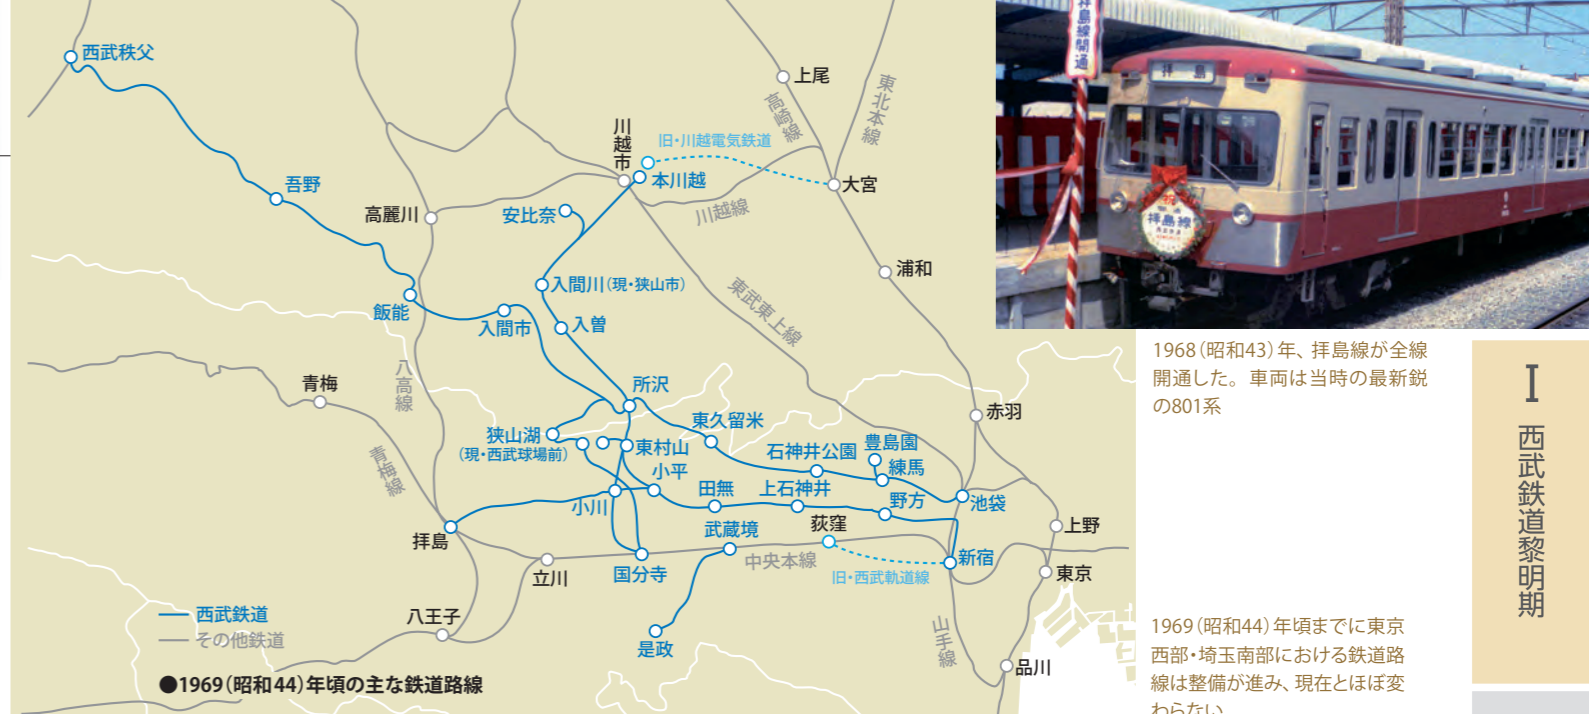 西武秩父
吾野
高麗川
飯能
入間市
川越市
旧・川越電気鉄道
本川越
安比奈
川越線
入間川(現・狭山市)
入曽
上尾
高崎線
東北本線
大宮
浦和
東武東上線
赤羽
八高線
青梅
青梅線
所沢
狭山湖
(現・西武球場前)
東村山
東久留米
石神井公園
豊島園
練馬
小平
小川
田無
上石神井
野方
池袋
拝島
武蔵境
荻窪
上野
立川
国分寺
中央本線
旧・西武軌道線
新宿
東京
八王子
是政
山手線
品川
西武鉄道
その他鉄道
●1969(昭和44)年頃の主な鉄道路線
拝島線開通
拝島
拝島線
1968(昭和43)年、拝島線が全線
開通した。車両は当時の最新鋭
の801系
1969(昭和44)年頃までに東京
西部・埼玉南部における鉄道路
線は整備が進み、現在とほぼ変
わらない
I 西武鉄道黎明期